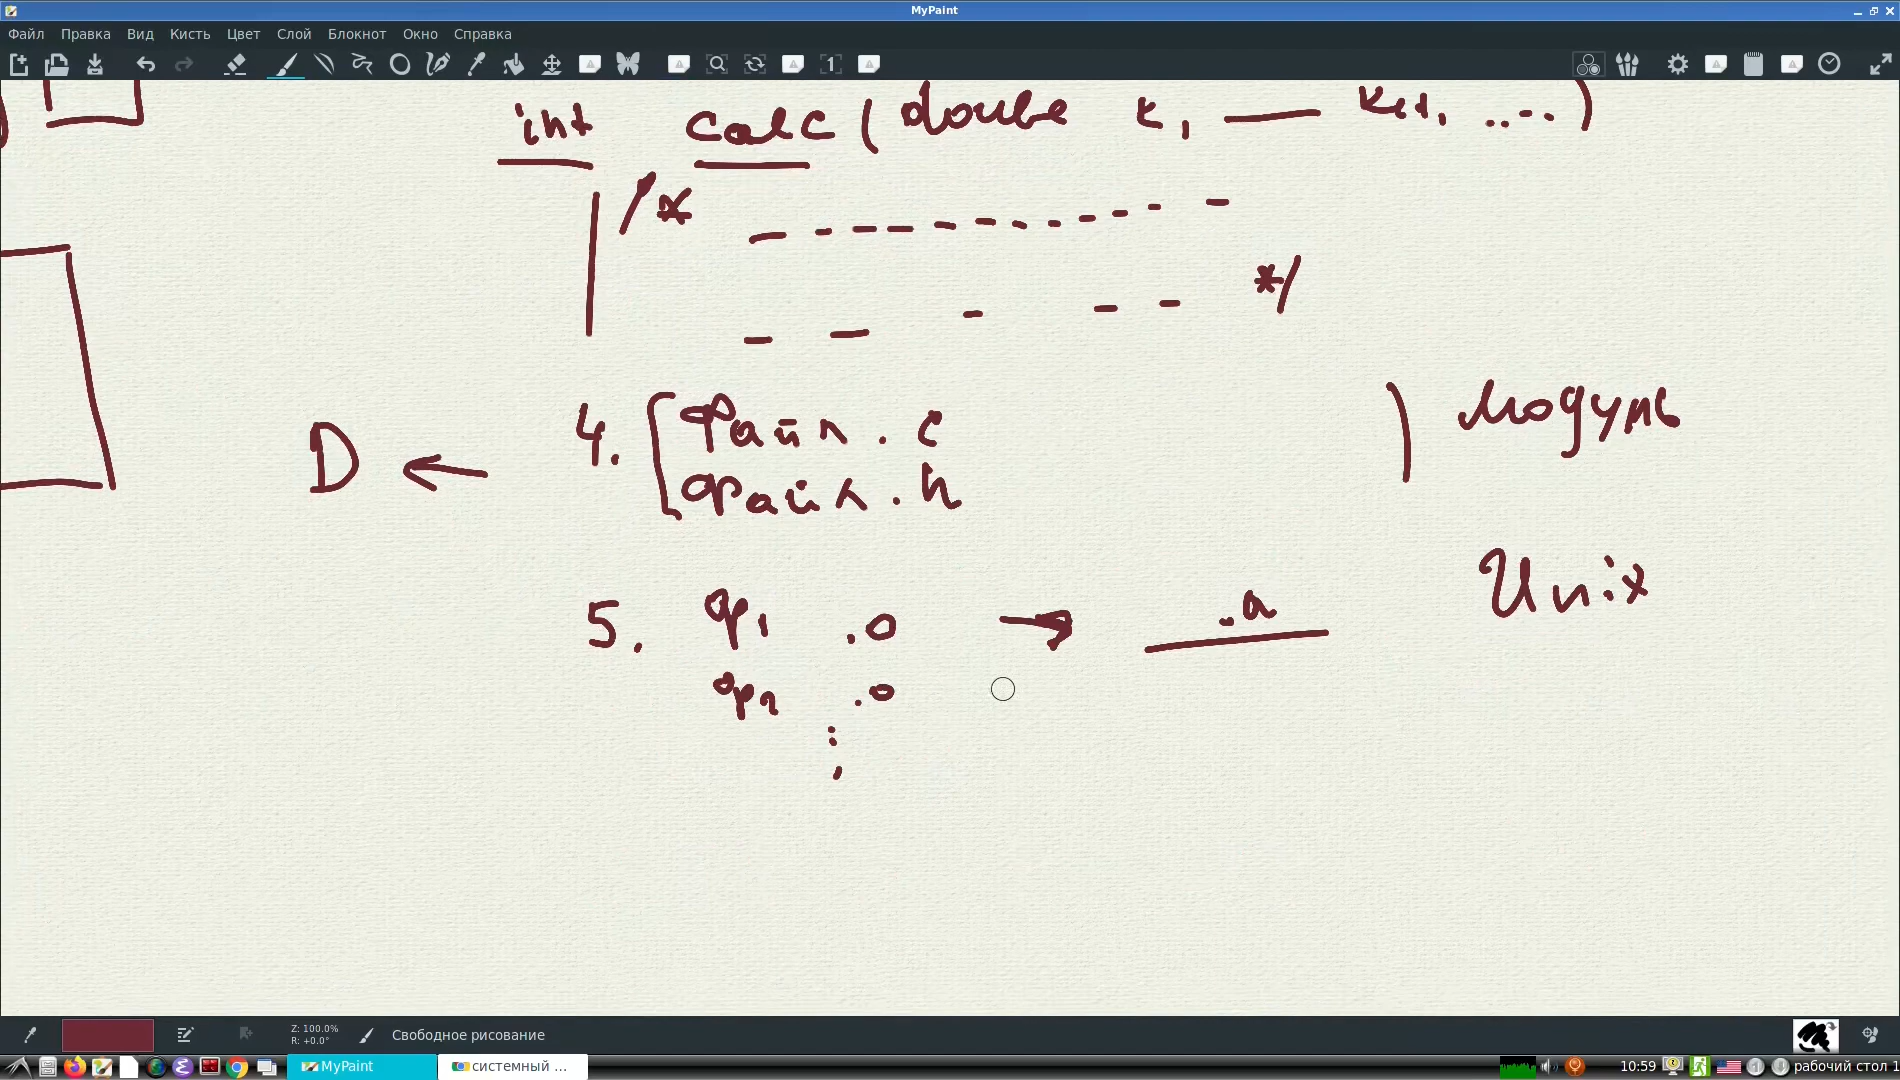 MyPaint
Файл Правка Вид Кисть Цвет Слой Блокнот Окно Справка
int calc ( double k, — , .... )
/*
*/
D ← 4. файл . c модуль
файл . h
Unix
5. ф1 .o → .a
ф2 .o
Z: 100.0%
R: +0.0°
Свободное рисование
MyPaint системный ... 10:59 рабочий стол 1